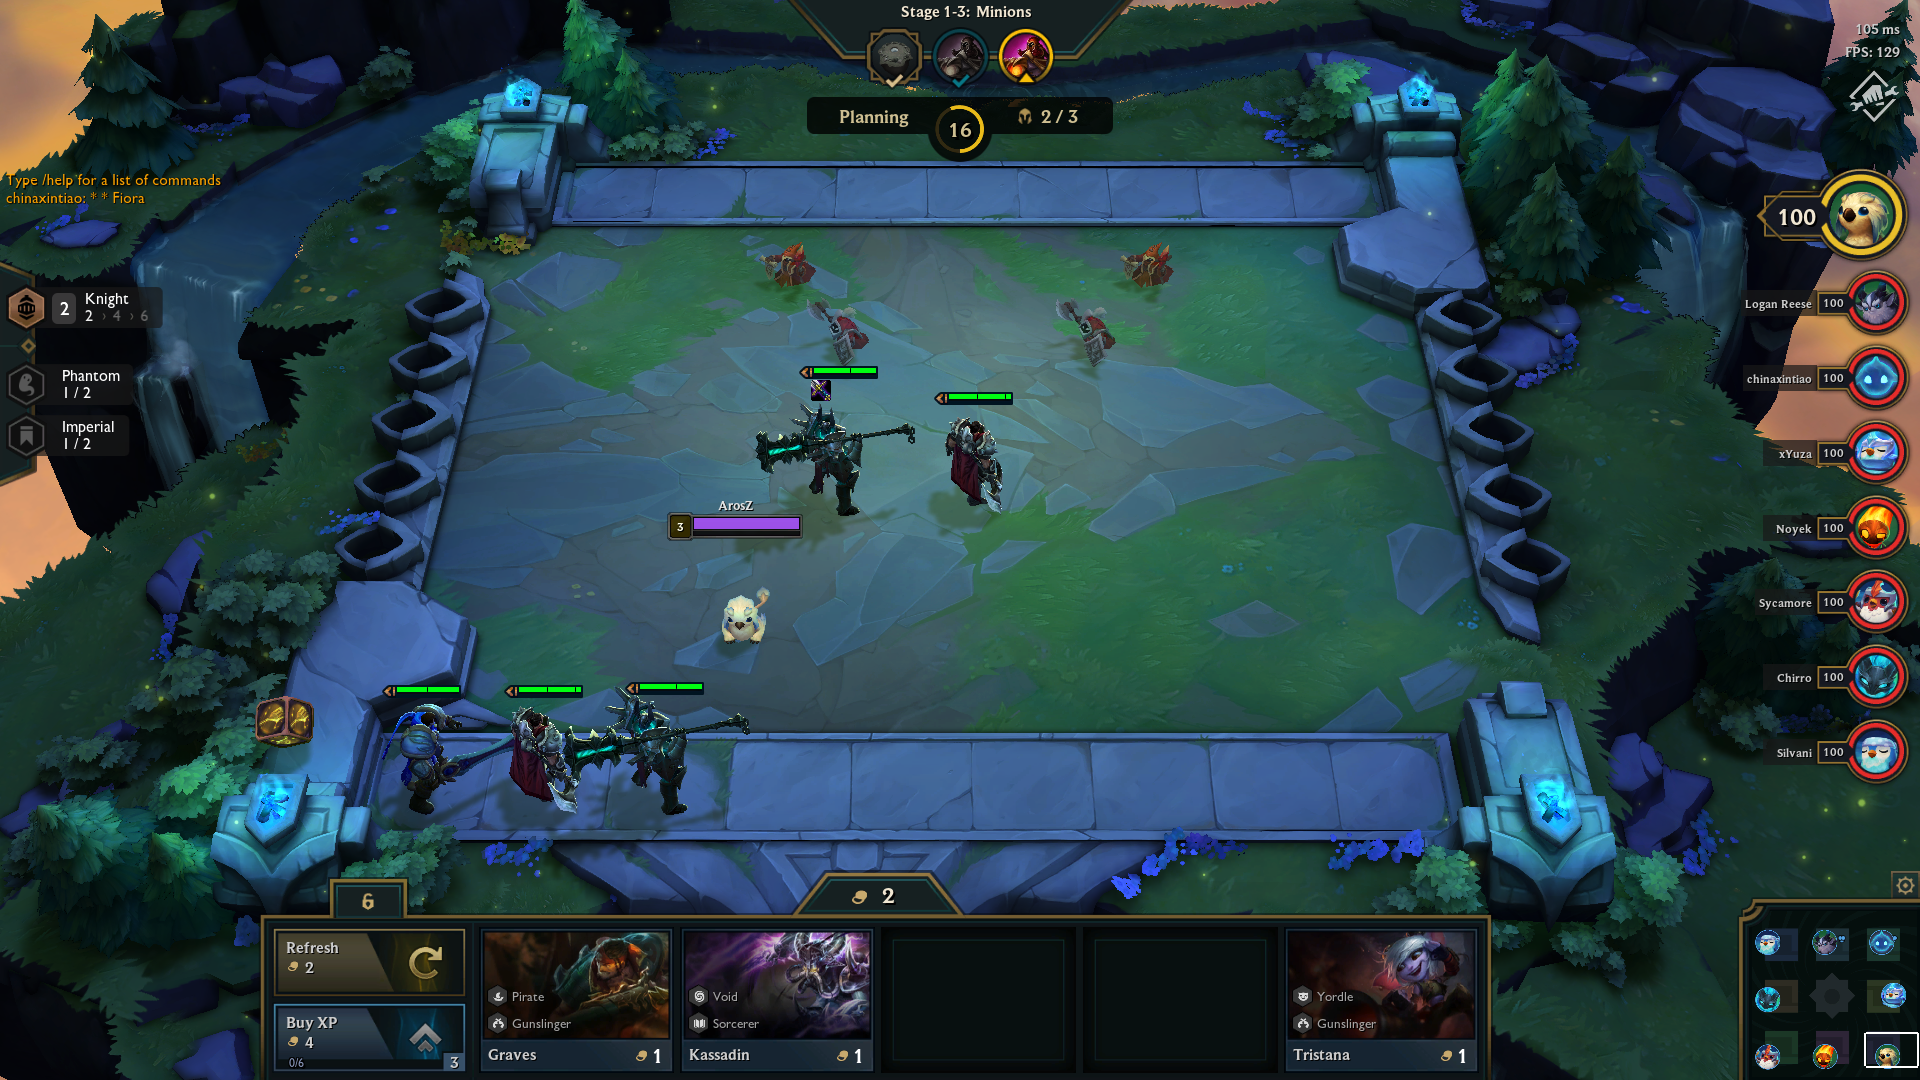 Stage 1-3: Minions
105 ms
FPS: 129
Planning
16
2 / 3
Type /help for a list of commands
chinaxintiao: * * Fiora
100
2
Knight
2 › 4 › 6
Phantom
1 / 2
Imperial
1 / 2
Logan Reese 100
chinaxintiao 100
xYuza 100
Noyek 100
Sycamore 100
Chirro 100
Silvani 100
ArosZ
3
6
2
Refresh
2
Buy XP
4
0/6
3
Pirate
Gunslinger
Graves 1
Void
Sorcerer
Kassadin 1
Yordle
Gunslinger
Tristana 1